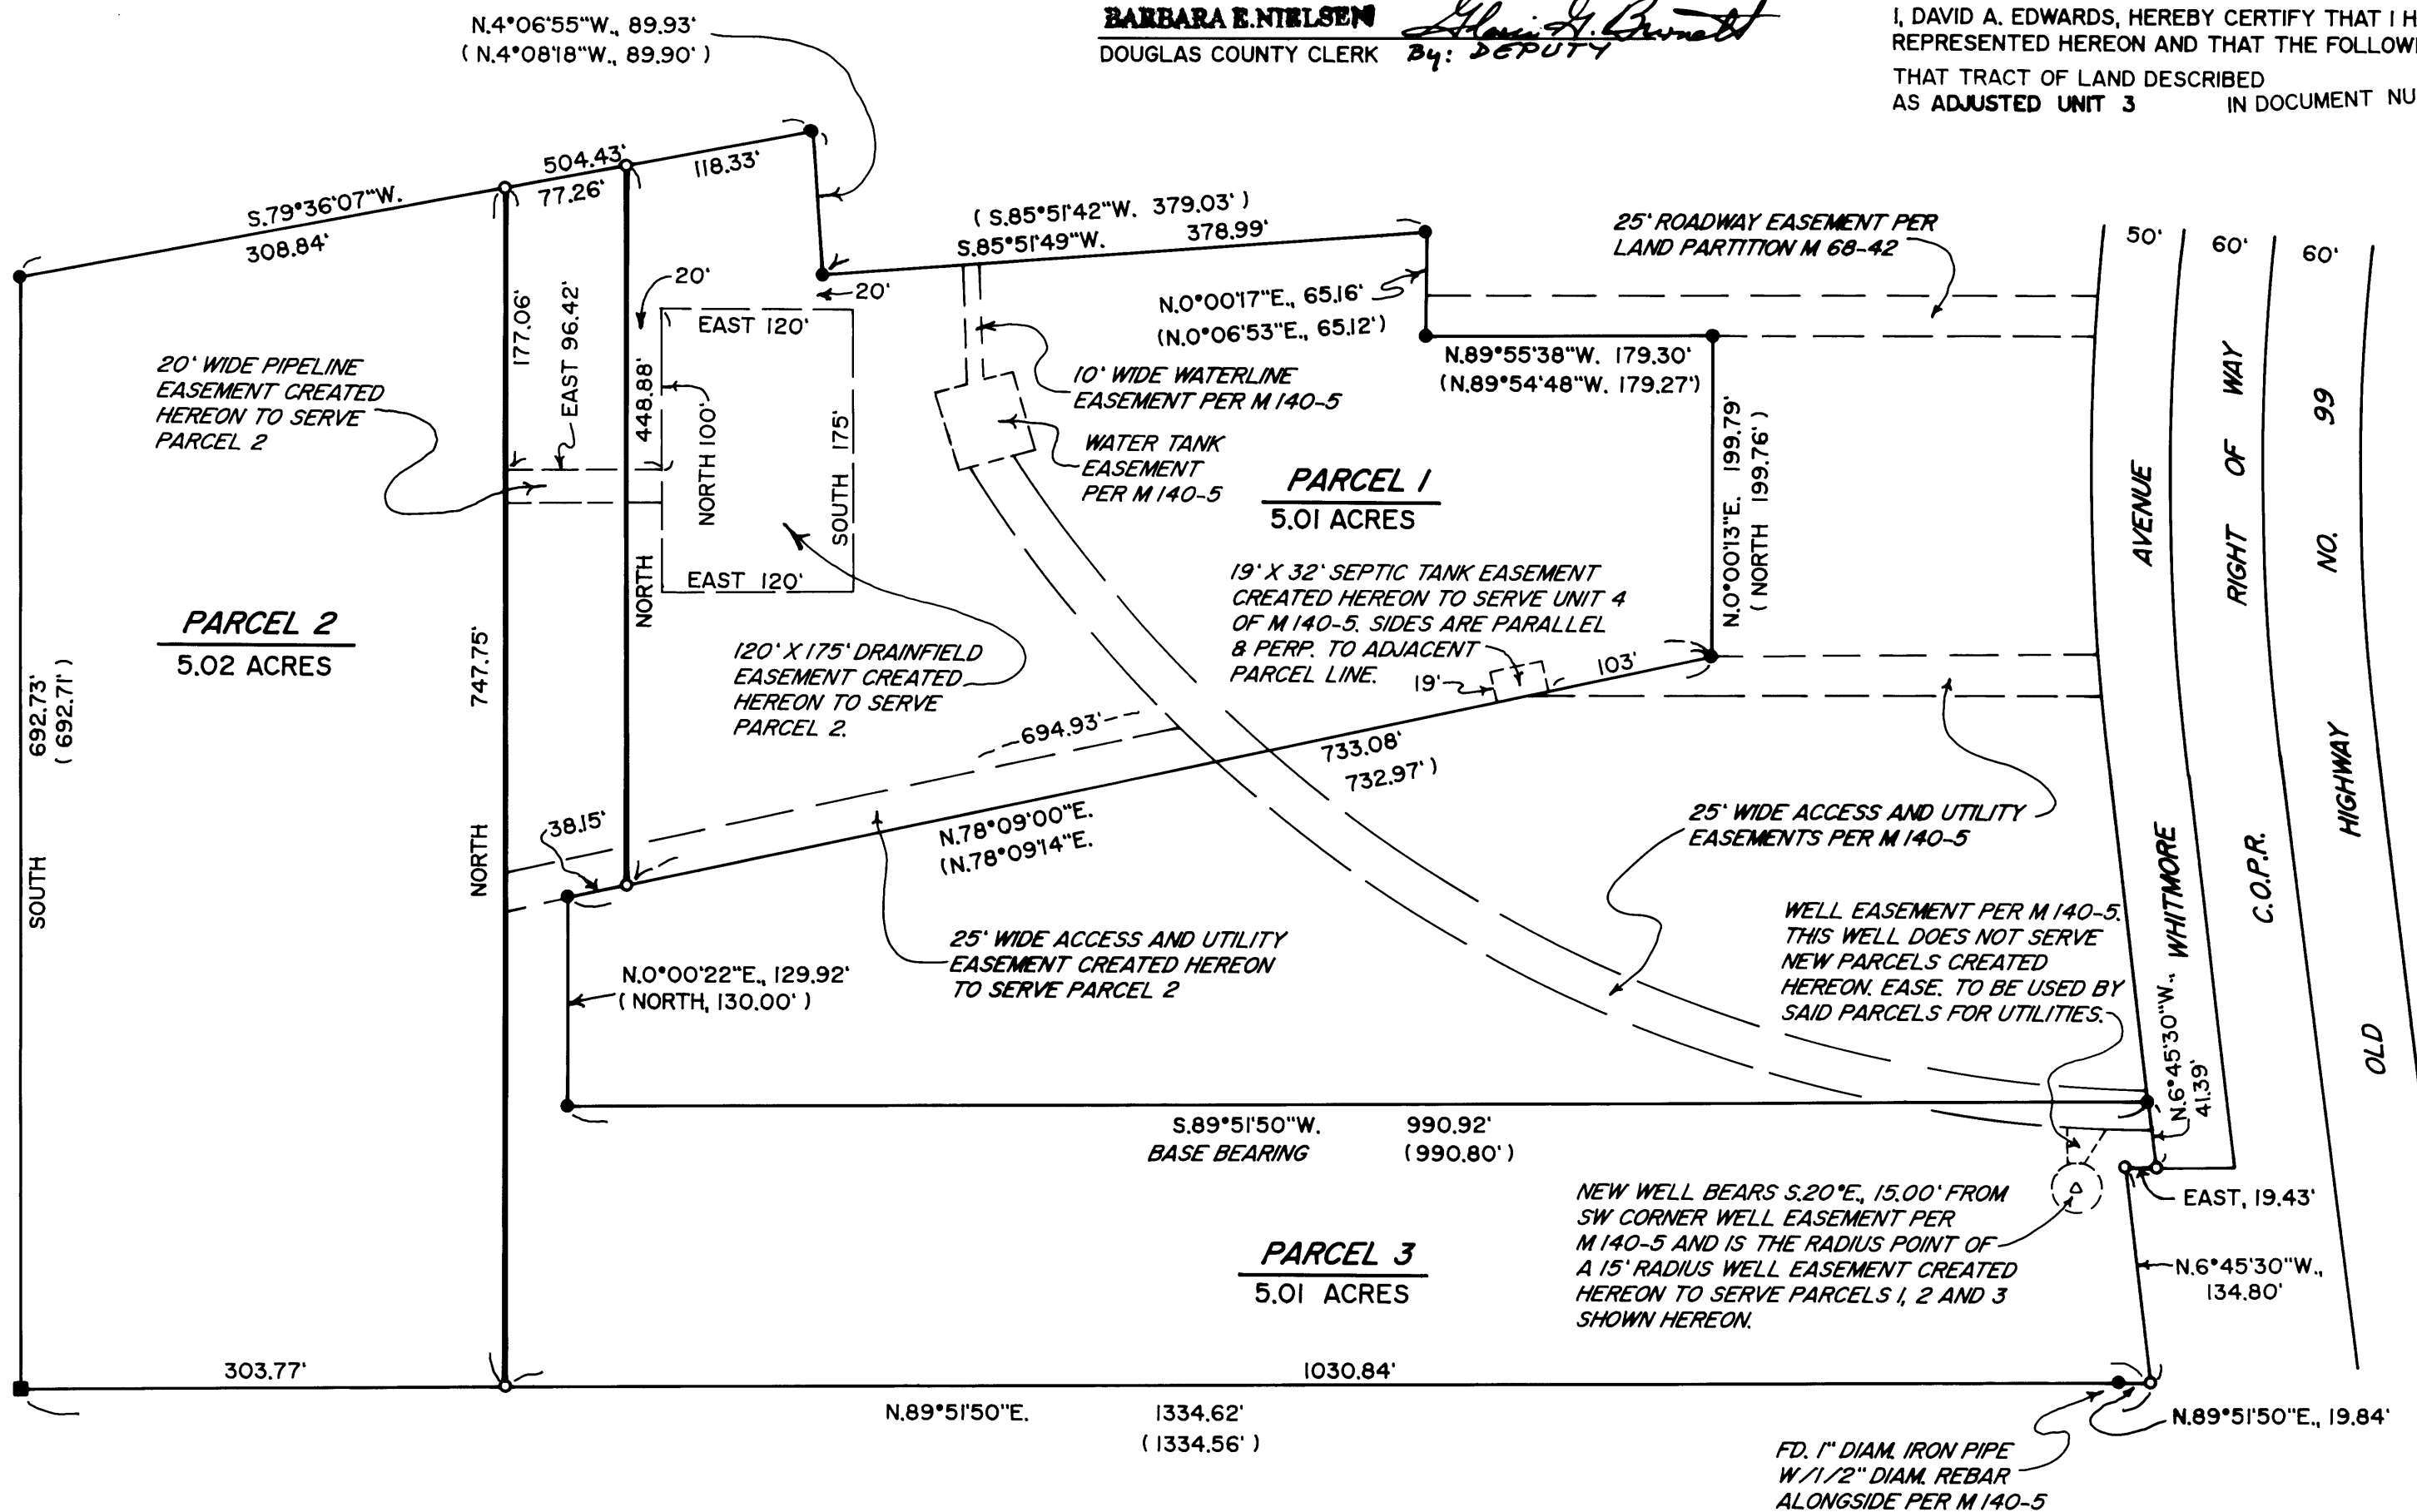 BARBARA E. NIELSEN
DOUGLAS COUNTY CLERK By: DEPUTY
I, DAVID A. EDWARDS, HEREBY CERTIFY THAT I H
REPRESENTED HEREON AND THAT THE FOLLOWI
THAT TRACT OF LAND DESCRIBED
AS ADJUSTED UNIT 3 IN DOCUMENT NU
N.4°06'55"W., 89.93'
( N.4°08'18"W., 89.90' )
504.43'
S.79°36'07"W.
308.84'
77.26'
118.33'
( S.85°51'42"W. 379.03' )
S.85°51'49"W. 378.99'
25' ROADWAY EASEMENT PER
LAND PARTITION M 68-42
50'
60'
60'
20'
20'
N.0°00'17"E., 65.16'
(N.0°06'53"E., 65.12')
N.89°55'38"W. 179.30'
(N.89°54'48"W. 179.27')
EAST 120'
177.06'
EAST 96.42'
448.88'
NORTH
NORTH 100'
SOUTH 175'
EAST 120'
20' WIDE PIPELINE
EASEMENT CREATED
HEREON TO SERVE
PARCEL 2
10' WIDE WATERLINE
EASEMENT PER M 140-5
WATER TANK
EASEMENT
PER M 140-5
PARCEL 1
5.01 ACRES
N.0°00'13"E. 199.79'
( NORTH 199.76' )
19' X 32' SEPTIC TANK EASEMENT
CREATED HEREON TO SERVE UNIT 4
OF M 140-5. SIDES ARE PARALLEL
& PERP. TO ADJACENT
PARCEL LINE.
19'
103'
PARCEL 2
5.02 ACRES
120' X 175' DRAINFIELD
EASEMENT CREATED
HEREON TO SERVE
PARCEL 2.
SOUTH 692.73'
( 692.71' )
NORTH 747.75'
694.93'
733.08'
732.97' )
N.78°09'00"E.
(N.78°09'14"E.
38.15'
25' WIDE ACCESS AND UTILITY
EASEMENTS PER M 140-5
25' WIDE ACCESS AND UTILITY
EASEMENT CREATED HEREON
TO SERVE PARCEL 2
N.0°00'22"E., 129.92'
( NORTH, 130.00' )
WELL EASEMENT PER M 140-5.
THIS WELL DOES NOT SERVE
NEW PARCELS CREATED
HEREON. EASE. TO BE USED BY
SAID PARCELS FOR UTILITIES.
WHITMORE AVENUE
C.O.P.R. RIGHT OF WAY
OLD HIGHWAY NO. 99
N.6°45'30"W..
41.39'
S.89°51'50"W. 990.92'
BASE BEARING (990.80')
NEW WELL BEARS S.20°E., 15.00' FROM
SW CORNER WELL EASEMENT PER
M 140-5 AND IS THE RADIUS POINT OF
A 15' RADIUS WELL EASEMENT CREATED
HEREON TO SERVE PARCELS 1, 2 AND 3
SHOWN HEREON.
EAST, 19.43'
N.6°45'30"W.,
134.80'
PARCEL 3
5.01 ACRES
303.77'
1030.84'
N.89°51'50"E. 1334.62'
( 1334.56' )
N.89°51'50"E., 19.84'
FD. 1" DIAM. IRON PIPE
W/1/2" DIAM. REBAR
ALONGSIDE PER M 140-5